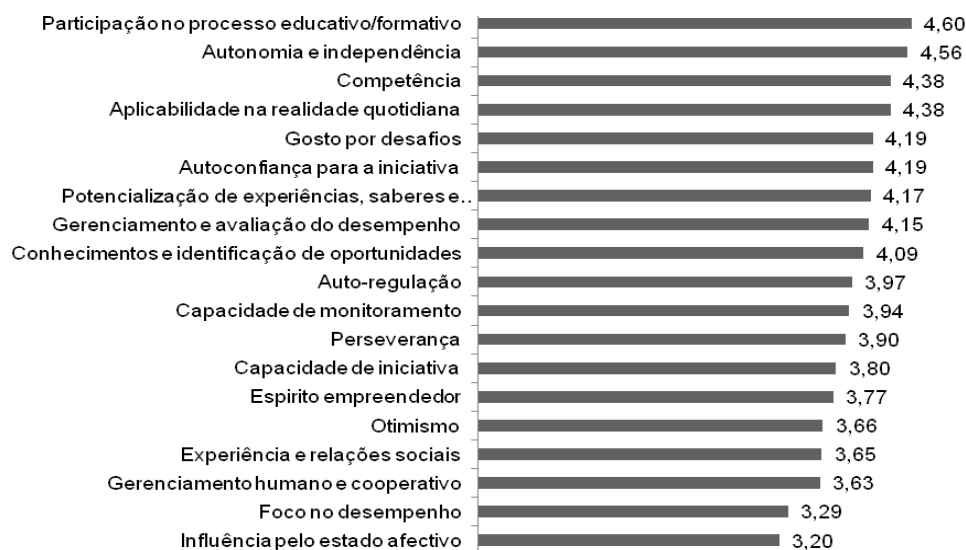 Participação no processo educativo/formativo 4,60
Autonomia e independência 4,56
Competência 4,38
Aplicabilidade na realidade quotidiana 4,38
Gosto por desafios 4,19
Autoconfiança para a iniciativa 4,19
Potencialização de experiências, saberes e.. 4,17
Gerenciamento e avaliação do desempenho 4,15
Conhecimentos e identificação de oportunidades 4,09
Auto-regulação 3,97
Capacidade de monitoramento 3,94
Perseverança 3,90
Capacidade de iniciativa 3,80
Espirito empreendedor 3,77
Otimismo 3,66
Experiência e relações sociais 3,65
Gerenciamento humano e cooperativo 3,63
Foco no desempenho 3,29
Influência pelo estado afectivo 3,20